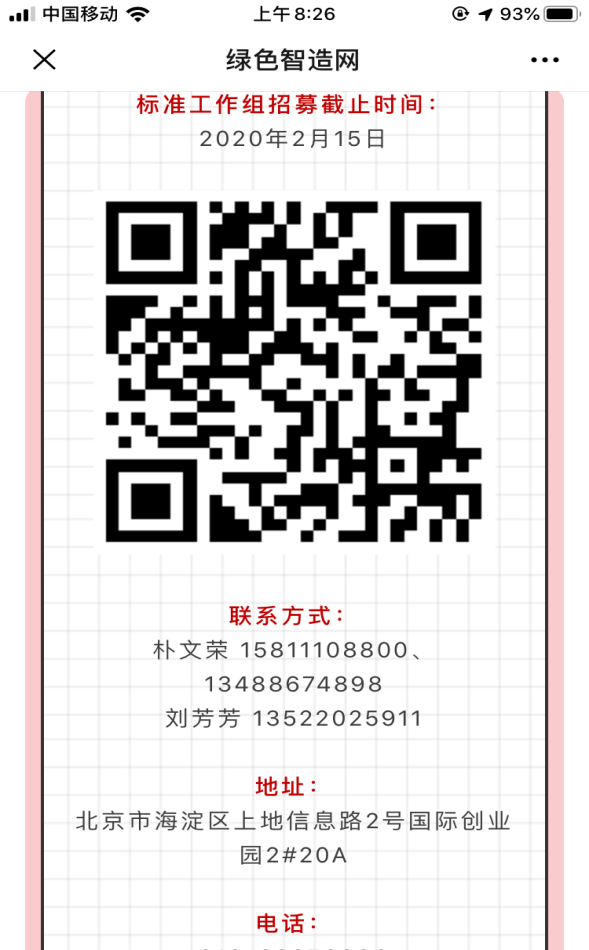 中国移动 上午8:26 93%
绿色智造网
标准工作组招募截止时间：
2020年2月15日
联系方式：
朴文荣 15811108800、
13488674898
刘芳芳 13522025911
地址：
北京市海淀区上地信息路2号国际创业
园2#20A
电话：